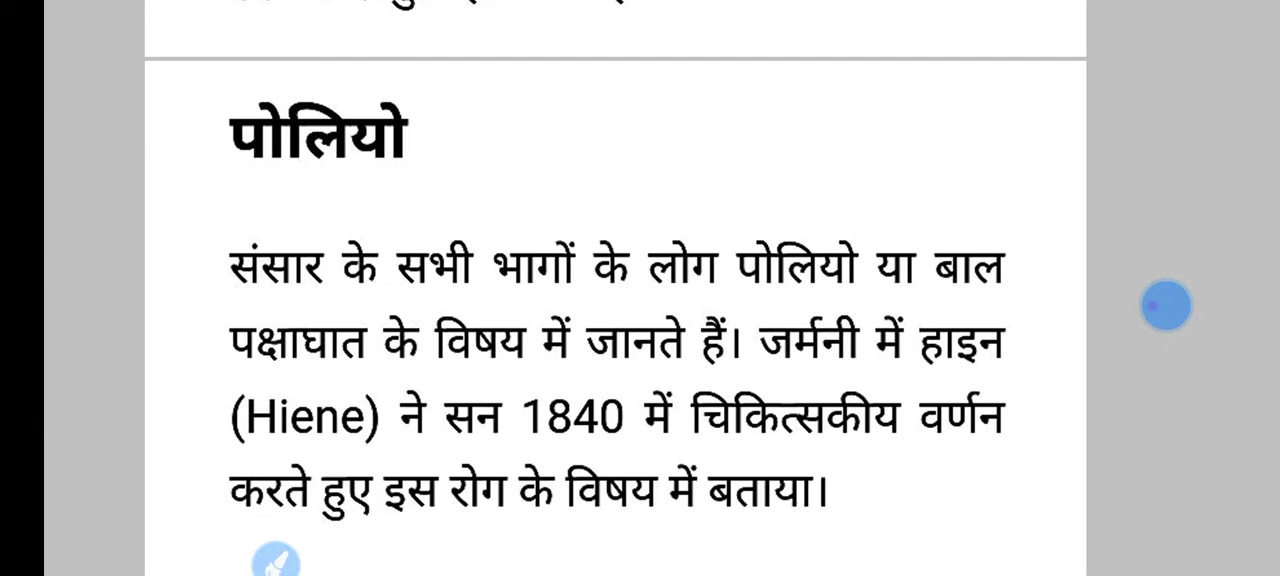 पोलियो
संसार के सभी भागों के लोग पोलियो या बाल
पक्षाघात के विषय में जानते हैं। जर्मनी में हाइन
(Hiene) ने सन 1840 में चिकित्सकीय वर्णन
करते हुए इस रोग के विषय में बताया।